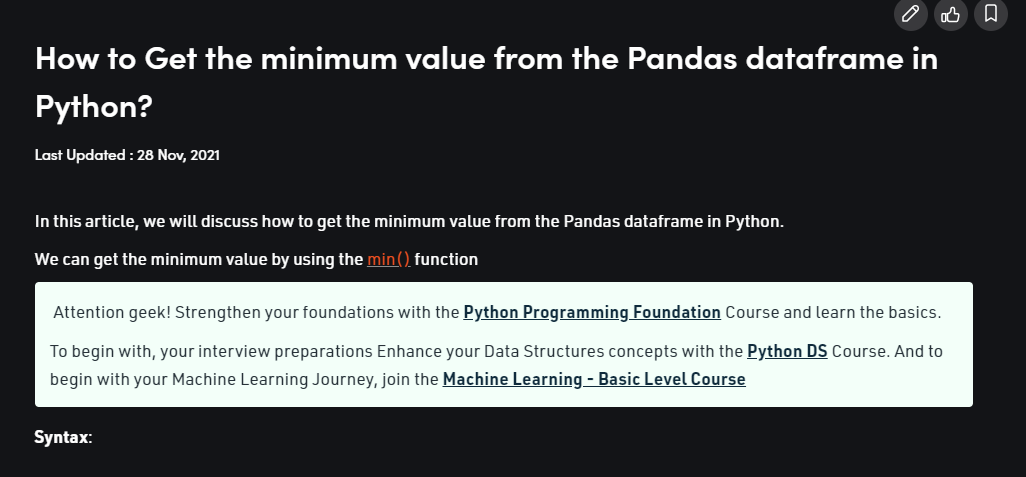 How to Get the minimum value from the Pandas dataframe in
Python?
Last Updated : 28 Nov, 2021
In this article, we will discuss how to get the minimum value from the Pandas dataframe in Python.
We can get the minimum value by using the min() function
Attention geek! Strengthen your foundations with the Python Programming Foundation Course and learn the basics.
To begin with, your interview preparations Enhance your Data Structures concepts with the Python DS Course. And to
begin with your Machine Learning Journey, join the Machine Learning - Basic Level Course
Syntax: